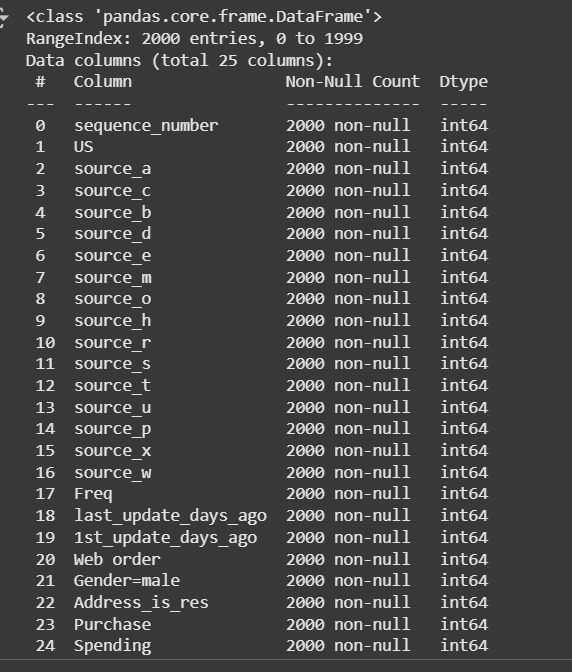 <class 'pandas.core.frame.DataFrame'>
RangeIndex: 2000 entries, 0 to 1999
Data columns (total 25 columns):
 #   Column                Non-Null Count  Dtype
---  ------                --------------  -----
 0   sequence_number       2000 non-null   int64
 1   US                    2000 non-null   int64
 2   source_a              2000 non-null   int64
 3   source_c              2000 non-null   int64
 4   source_b              2000 non-null   int64
 5   source_d              2000 non-null   int64
 6   source_e              2000 non-null   int64
 7   source_m              2000 non-null   int64
 8   source_o              2000 non-null   int64
 9   source_h              2000 non-null   int64
 10  source_r              2000 non-null   int64
 11  source_s              2000 non-null   int64
 12  source_t              2000 non-null   int64
 13  source_u              2000 non-null   int64
 14  source_p              2000 non-null   int64
 15  source_x              2000 non-null   int64
 16  source_w              2000 non-null   int64
 17  Freq                  2000 non-null   int64
 18  last_update_days_ago  2000 non-null   int64
 19  1st_update_days_ago   2000 non-null   int64
 20  Web order             2000 non-null   int64
 21  Gender=male           2000 non-null   int64
 22  Address_is_res        2000 non-null   int64
 23  Purchase              2000 non-null   int64
 24  Spending              2000 non-null   int64